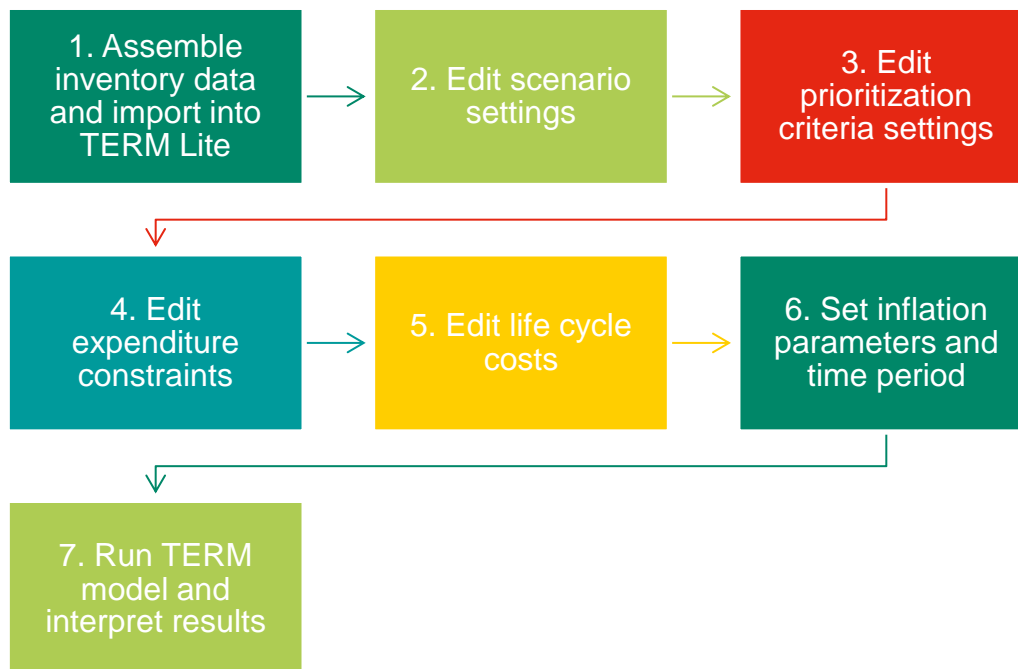 1. Assemble
inventory data
and import into
TERM Lite
2. Edit scenario
settings
3. Edit
prioritization
criteria settings
4. Edit
expenditure
constraints
5. Edit life cycle
costs
6. Set inflation
parameters and
time period
7. Run TERM
model and
interpret results